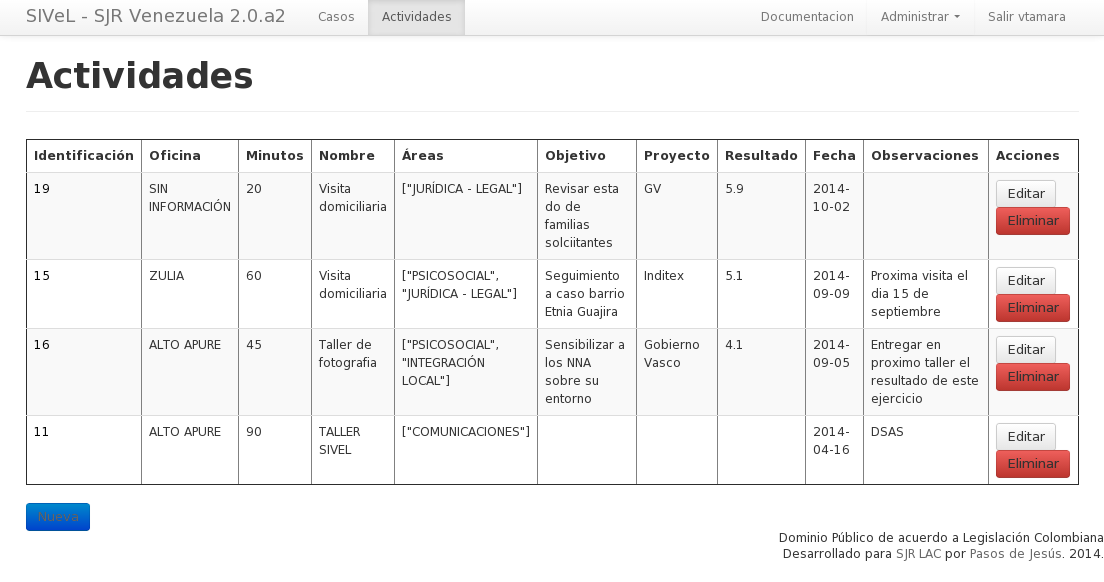 SIVeL - SJR Venezuela 2.0.a2 Casos Actividades Documentacion Administrar Salir vtamara
Actividades
Identificación Oficina Minutos Nombre Áreas Objetivo Proyecto Resultado Fecha Observaciones Acciones
19 SIN 20 Visita ["JURÍDICA - LEGAL"] Revisar esta GV 5.9 2014- Editar
INFORMACIÓN domiciliaria do de 10-02
familias Eliminar
solciitantes
15 ZULIA 60 Visita ["PSICOSOCIAL", Seguimiento Inditex 5.1 2014- Proxima visita el Editar
domiciliaria "JURÍDICA - LEGAL"] a caso barrio 09-09 dia 15 de
Etnia Guajira septiembre Eliminar
16 ALTO APURE 45 Taller de ["PSICOSOCIAL", Sensibilizar a Gobierno 4.1 2014- Entregar en Editar
fotografia "INTEGRACIÓN los NNA Vasco 09-05 proximo taller el
LOCAL"] sobre su resultado de este Eliminar
entorno ejercicio
11 ALTO APURE 90 TALLER ["COMUNICACIONES"] 2014- DSAS Editar
SIVEL 04-16
Eliminar
Nueva
Dominio Público de acuerdo a Legislación Colombiana
Desarrollado para SJR LAC por Pasos de Jesús. 2014.